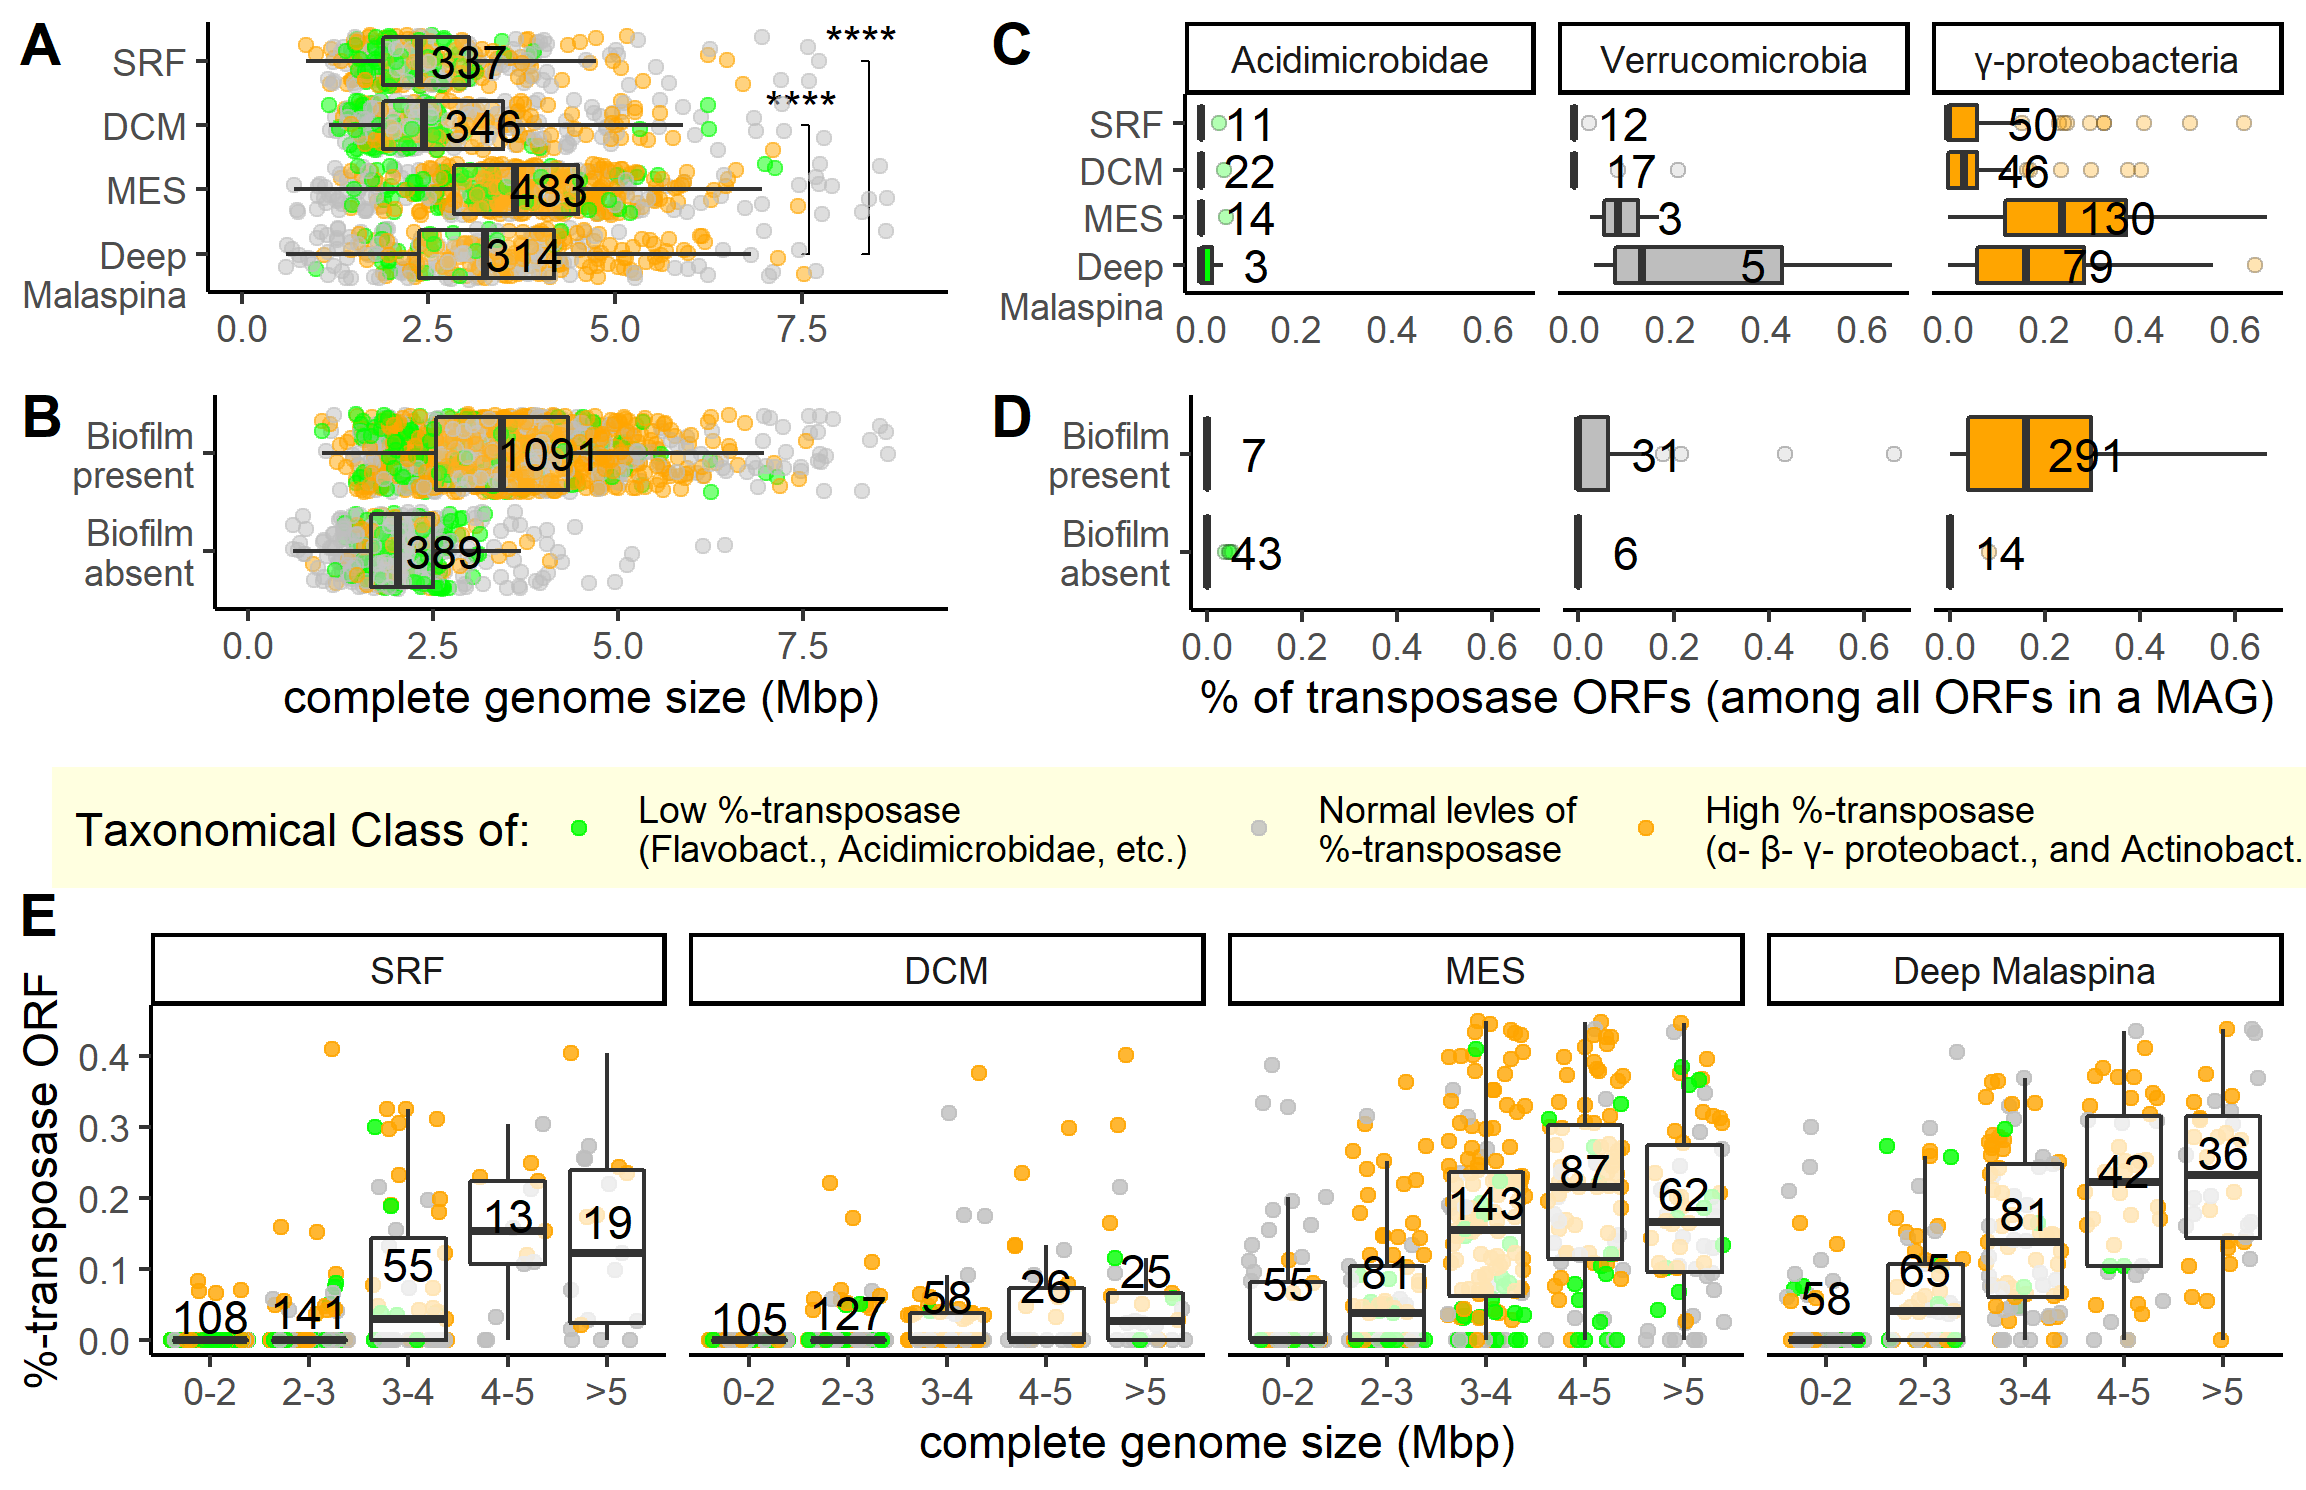 A
SRF
DCM
MES
Deep
Malaspina
337
346
483
314
****
****
0.0 2.5 5.0 7.5
B
Biofilm
present
Biofilm
absent
1091
389
0.0 2.5 5.0 7.5
complete genome size (Mbp)
C
Acidimicrobidae Verrucomicrobia γ-proteobacteria
SRF 11 12 50
DCM 22 17 46
MES 14 3 130
Deep 3 5 79
Malaspina
0.0 0.2 0.4 0.6 0.0 0.2 0.4 0.6 0.0 0.2 0.4 0.6
D
Biofilm
present
7 31 291
Biofilm
absent
43 6 14
0.0 0.2 0.4 0.6 0.0 0.2 0.4 0.6 0.0 0.2 0.4 0.6
% of transposase ORFs (among all ORFs in a MAG)
Taxonomical Class of:
Low %-transposase
(Flavobact., Acidimicrobidae, etc.)
Normal levles of
%-transposase
High %-transposase
(α- β- γ- proteobact., and Actinobact.
E
SRF DCM MES Deep Malaspina
%-transposase ORF
0.4
0.3
0.2
0.1
0.0
108 141 55 13 19
105 127 58 26 25
55 81 143 87 62
58 65 81 42 36
0-2 2-3 3-4 4-5 >5 0-2 2-3 3-4 4-5 >5 0-2 2-3 3-4 4-5 >5 0-2 2-3 3-4 4-5 >5
complete genome size (Mbp)